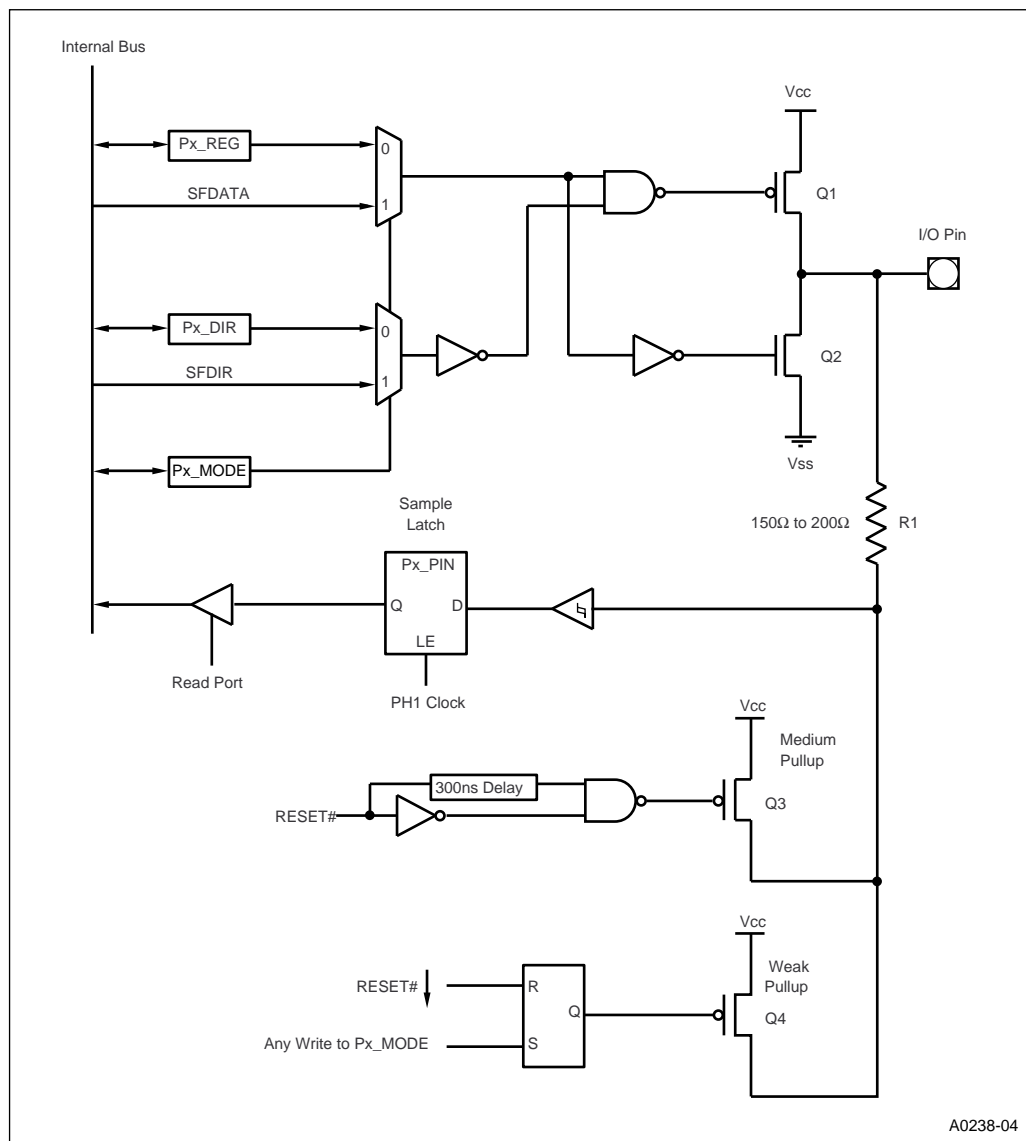 Internal Bus
Vcc
Px_REG
0
SFDATA
1
Q1
I/O Pin
Px_DIR
0
SFDIR
1
Q2
Px_MODE
Vss
Sample
Latch
150Ω to 200Ω
R1
Px_PIN
Q
D
LE
Read Port
PH1 Clock
Vcc
Medium
Pullup
300ns Delay
RESET#
Q3
Vcc
Weak
Pullup
RESET#
R
Q
Q4
Any Write to Px_MODE
S
A0238-04